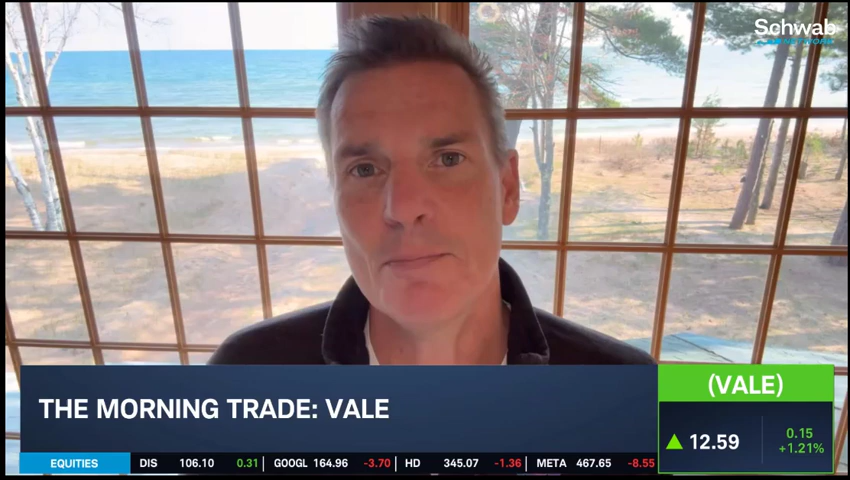 Schwab
NETWORK
THE MORNING TRADE: VALE
(VALE)
12.59
0.15
+1.21%
EQUITIES DIS 106.10 0.31 GOOGL 164.96 -3.70 HD 345.07 -1.36 META 467.65 -8.55